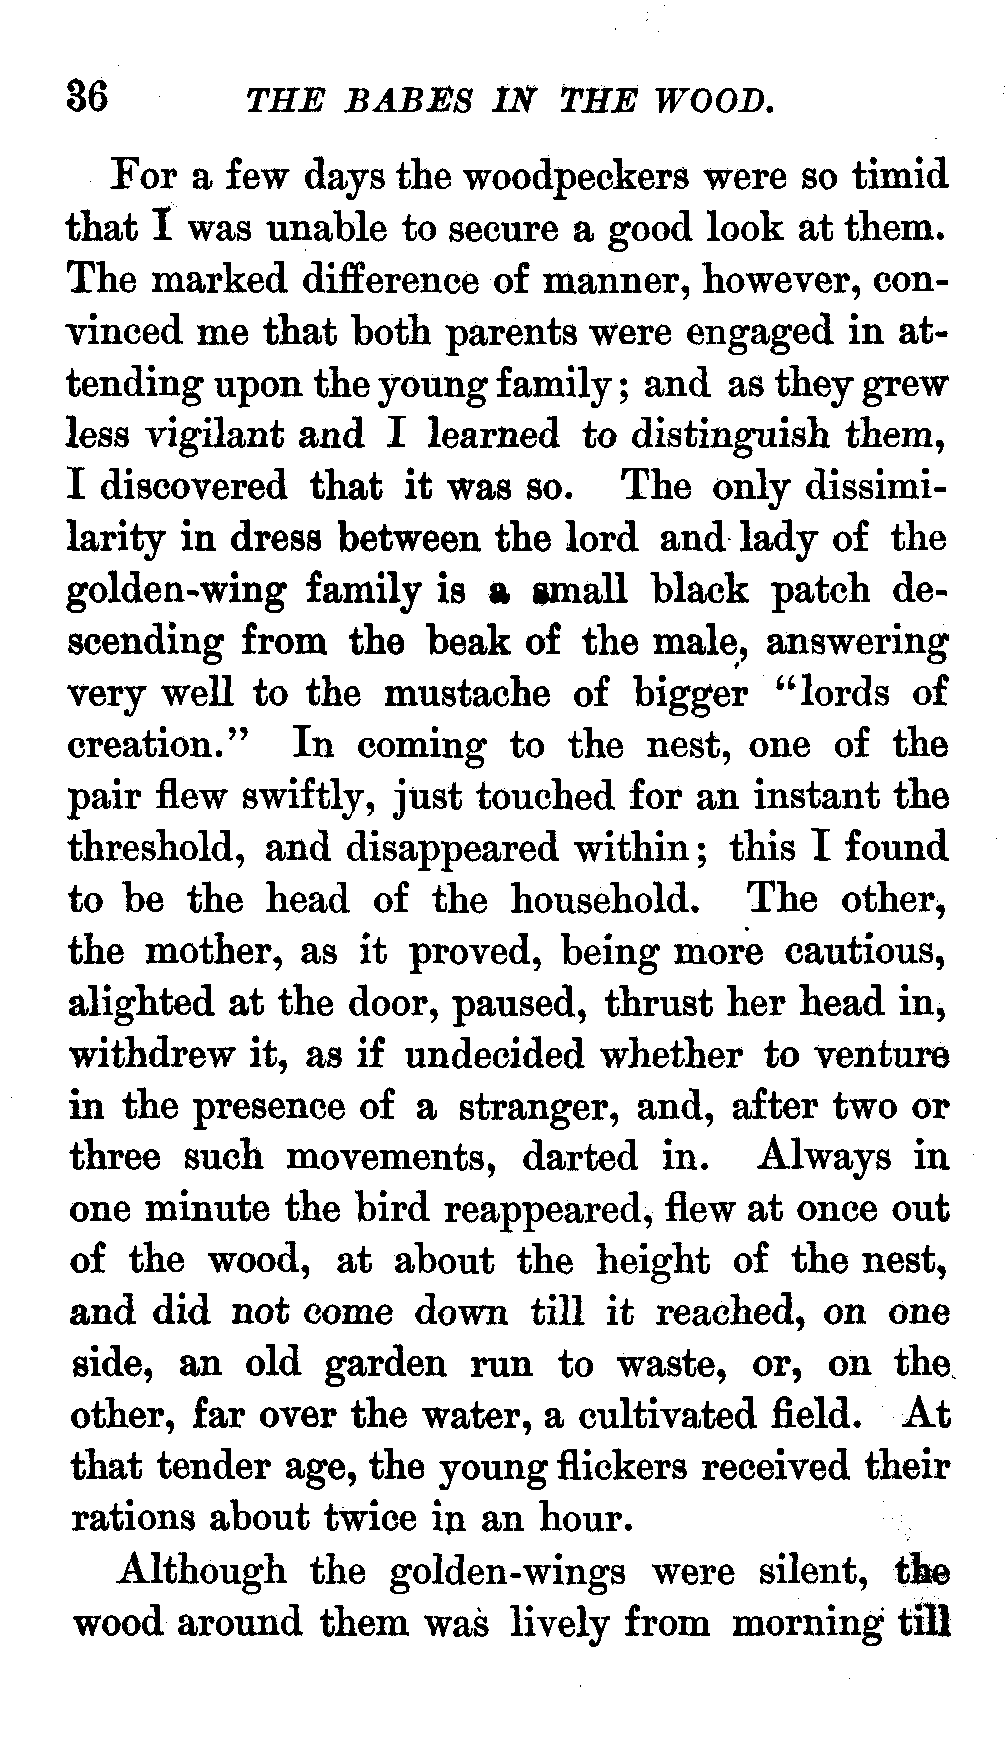 36 THE BABES IN THE WOOD.
For a few days the woodpeckers were so timid
that I was unable to secure a good look at them.
The marked difference of manner, however, con-
vinced me that both parents were engaged in at-
tending upon the young family; and as they grew
less vigilant and I learned to distinguish them,
I discovered that it was so. The only dissimi-
larity in dress between the lord and lady of the
golden-wing family is a small black patch de-
scending from the beak of the male, answering
very well to the mustache of bigger “lords of
creation.” In coming to the nest, one of the
pair flew swiftly, just touched for an instant the
threshold, and disappeared within; this I found
to be the head of the household. The other,
the mother, as it proved, being more cautious,
alighted at the door, paused, thrust her head in,
withdrew it, as if undecided whether to venture
in the presence of a stranger, and, after two or
three such movements, darted in. Always in
one minute the bird reappeared, flew at once out
of the wood, at about the height of the nest,
and did not come down till it reached, on one
side, an old garden run to waste, or, on the
other, far over the water, a cultivated field. At
that tender age, the young flickers received their
rations about twice in an hour.
Although the golden-wings were silent, the
wood around them was lively from morning till